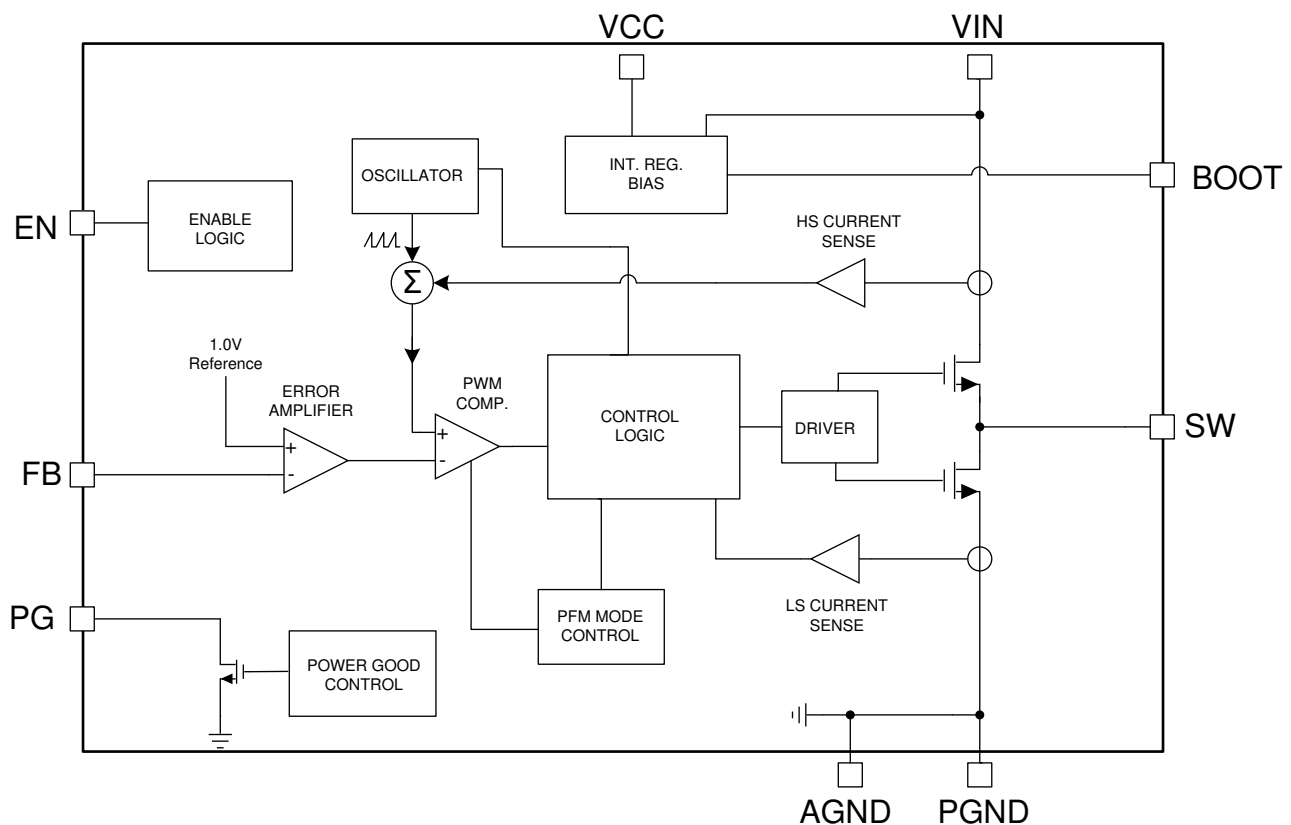 VCC
VIN
OSCILLATOR
INT. REG.
BIAS
BOOT
EN
ENABLE
LOGIC
HS CURRENT
SENSE
Σ
1.0V
Reference
ERROR
AMPLIFIER
PWM
COMP.
+
-
+
-
CONTROL
LOGIC
DRIVER
SW
FB
PG
PFM MODE
CONTROL
LS CURRENT
SENSE
POWER GOOD
CONTROL
AGND
PGND